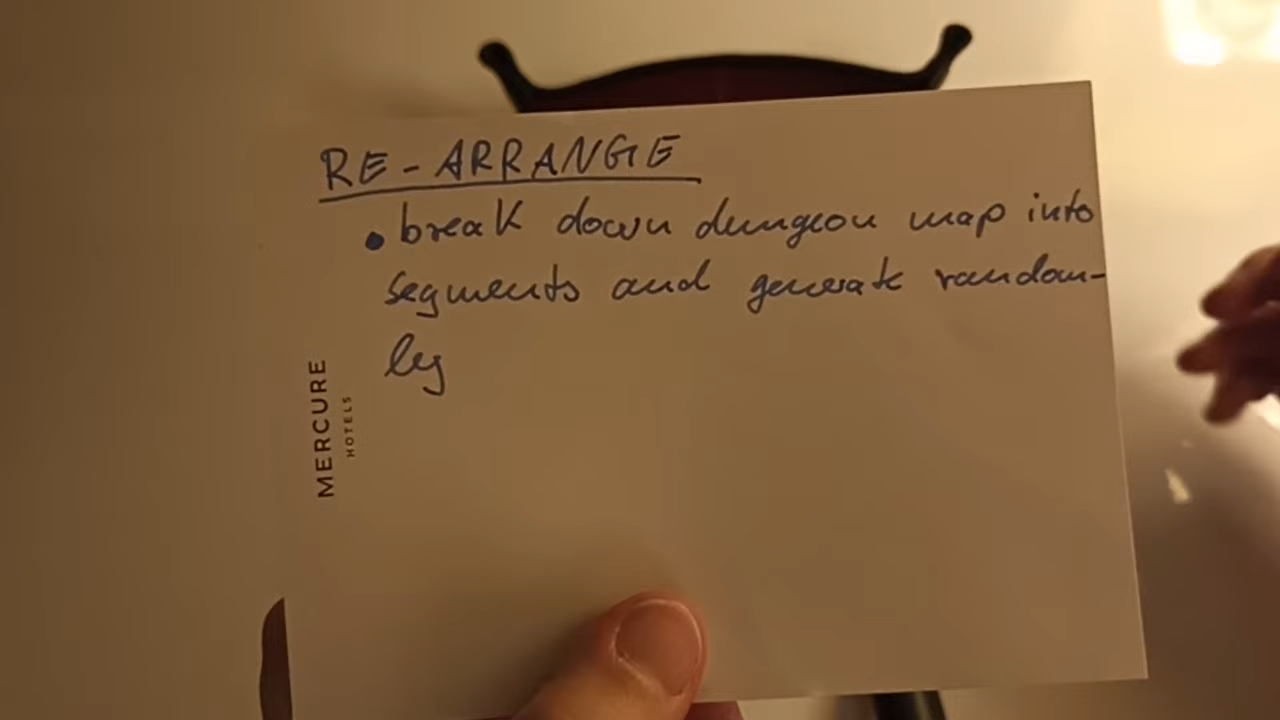 RE-ARRANGE
• break down dungeon map into
segments and generate random-
ly
MERCURE
HOTELS